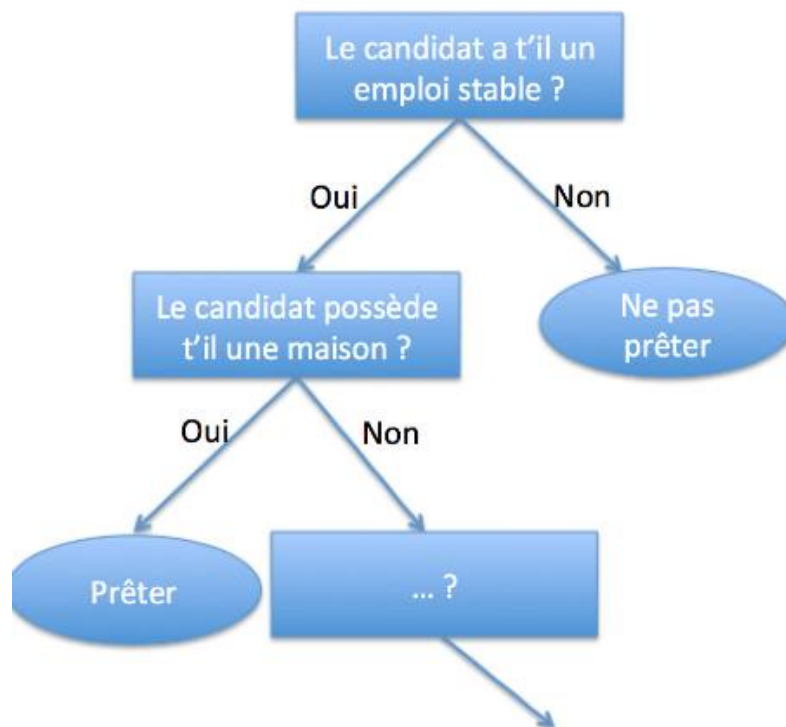 Le candidat a t'il un
emploi stable ?
Oui
Non
Le candidat possède
t'il une maison ?
Ne pas
prêter
Oui
Non
Prêter
... ?